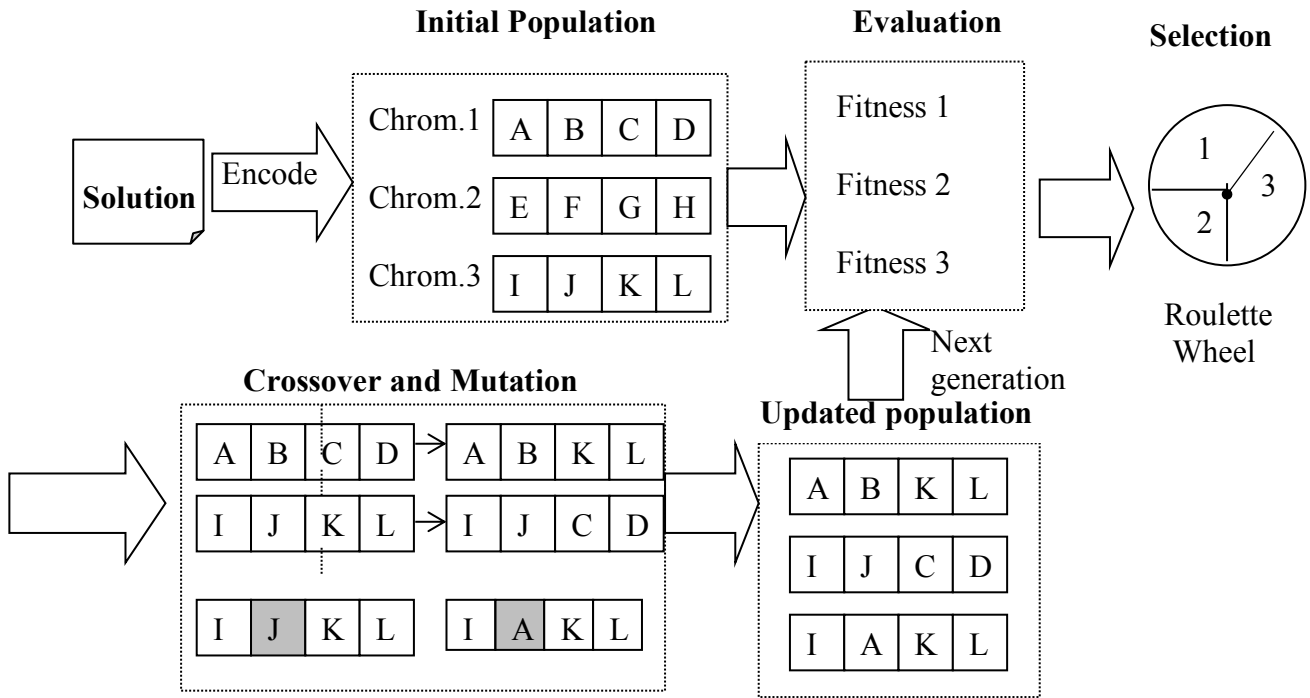 Initial Population
Evaluation
Selection
Solution
Encode
Chrom.1 A B C D
Chrom.2 E F G H
Chrom.3 I J K L
Fitness 1
Fitness 2
Fitness 3
1
2
3
Roulette
Wheel
Next
generation
Crossover and Mutation
A B C D A B K L
I J K L I J C D
I J K L I A K L
Updated population
A B K L
I J C D
I A K L